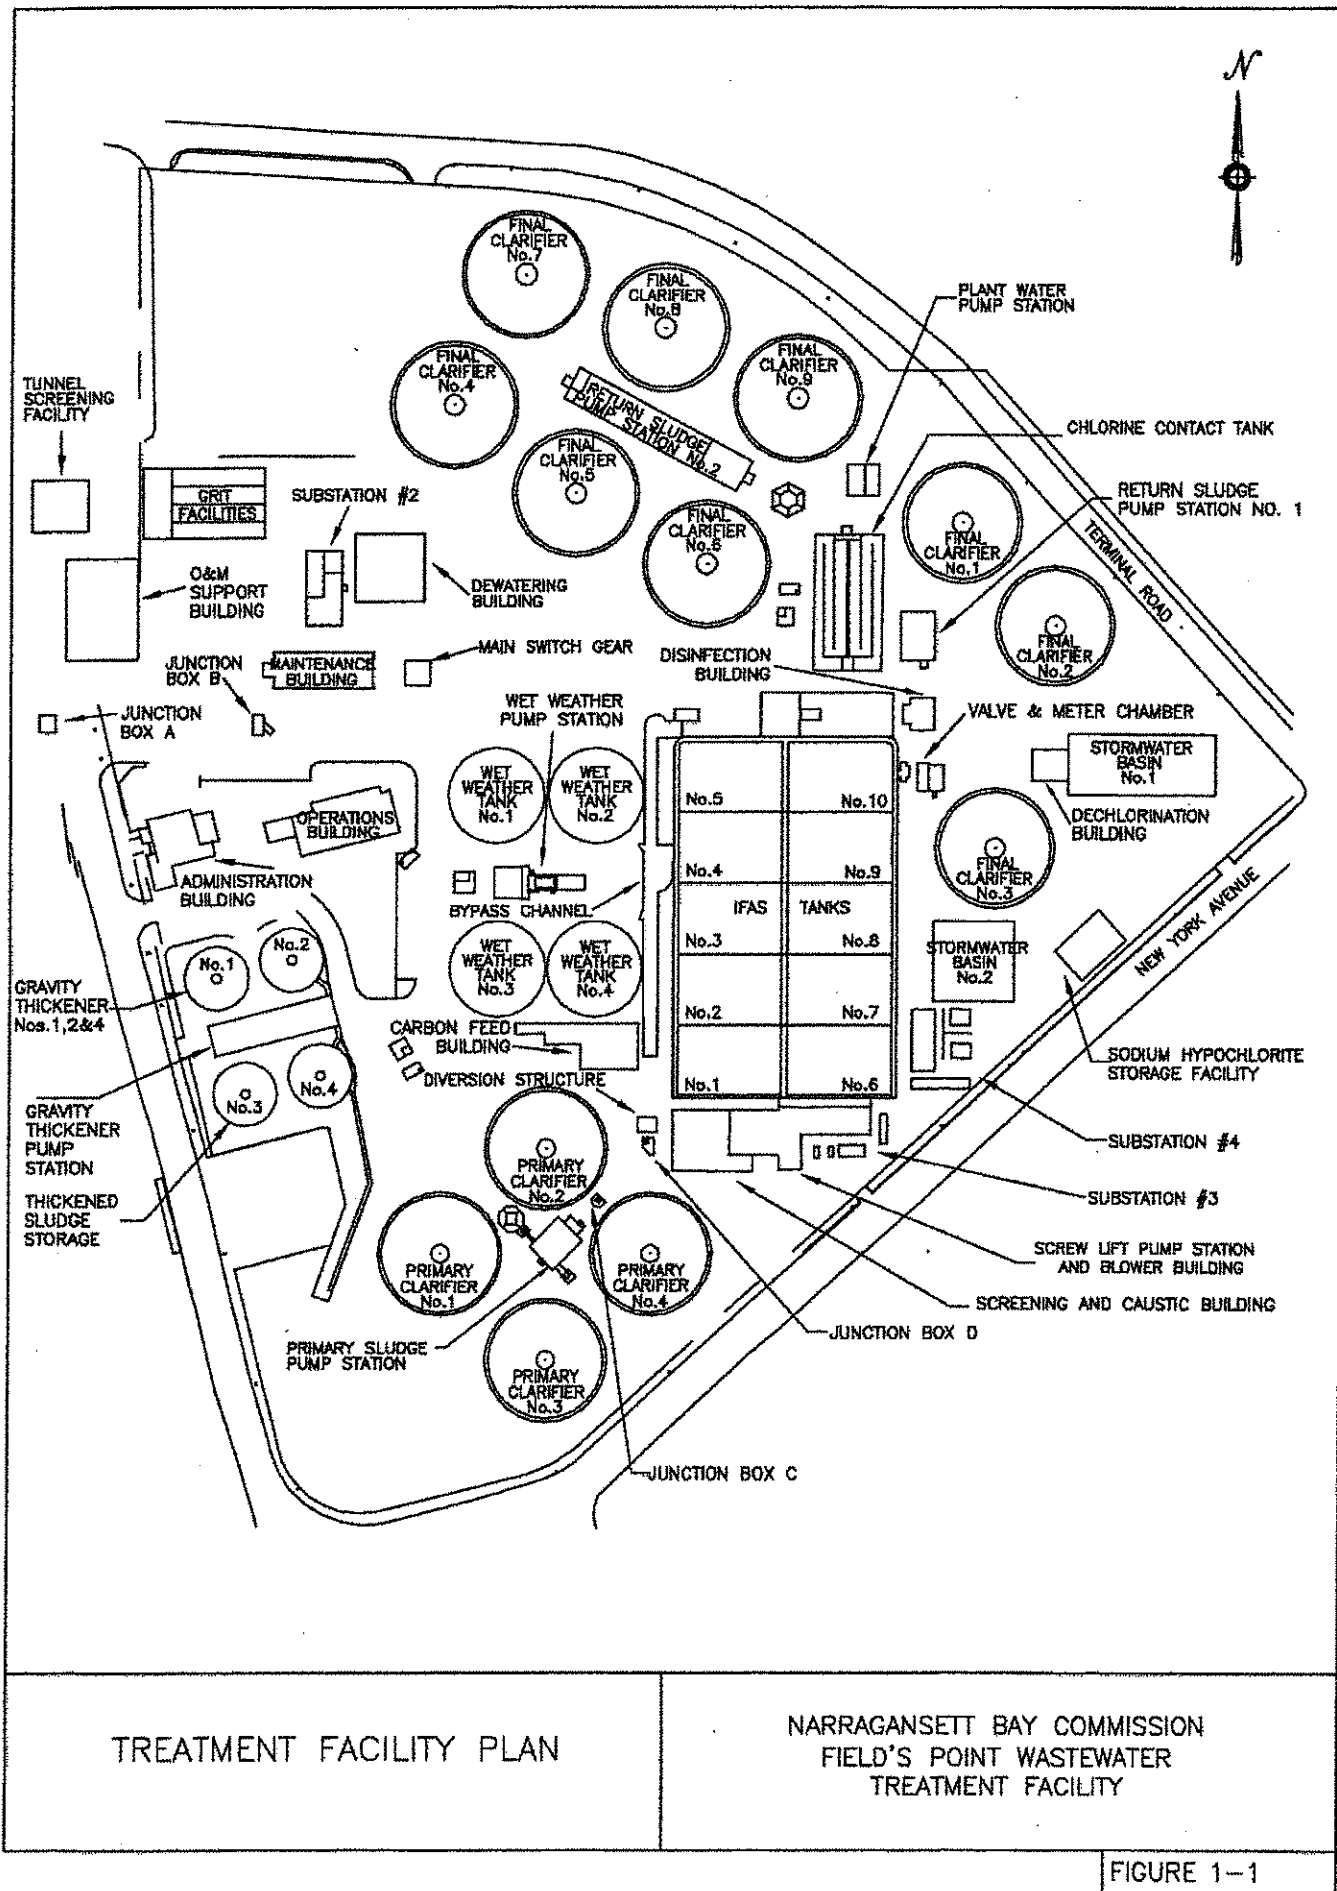 N
FINAL
CLARIFIER
No.7
FINAL
CLARIFIER
No.8
PLANT WATER
PUMP STATION
FINAL
CLARIFIER
No.4
FINAL
CLARIFIER
No.9
TUNNEL
SCREENING
FACILITY
RETURN SLUDGE
PUMP STATION No.2
CHLORINE CONTACT TANK
FINAL
CLARIFIER
No.5
GRIT
FACILITIES
SUBSTATION #2
RETURN SLUDGE
PUMP STATION NO. 1
FINAL
CLARIFIER
No.6
FINAL
CLARIFIER
No.1
TERMINAL ROAD
O&M
SUPPORT
BUILDING
DEWATERING
BUILDING
FINAL
CLARIFIER
No.2
JUNCTION
BOX B
MAINTENANCE
BUILDING
MAIN SWITCH GEAR
DISINFECTION
BUILDING
JUNCTION
BOX A
WET WEATHER
PUMP STATION
VALVE & METER CHAMBER
STORMWATER
BASIN
No.1
WET
WEATHER
TANK
No.1
WET
WEATHER
TANK
No.2
No.5
No.10
OPERATIONS
BUILDING
DECHLORINATION
BUILDING
ADMINISTRATION
BUILDING
No.4
No.9
FINAL
CLARIFIER
No.3
BYPASS CHANNEL
IFAS TANKS
NEW YORK AVENUE
No.1
No.2
WET
WEATHER
TANK
No.3
WET
WEATHER
TANK
No.4
No.3
No.8
STORMWATER
BASIN
No.2
GRAVITY
THICKENER
Nos.1,2&4
CARBON FEED
BUILDING
No.2
No.7
SODIUM HYPOCHLORITE
STORAGE FACILITY
DIVERSION STRUCTURE
No.1
No.6
No.3
No.4
GRAVITY
THICKENER
PUMP
STATION
SUBSTATION #4
PRIMARY
CLARIFIER
No.2
THICKENED
SLUDGE
STORAGE
SUBSTATION #3
SCREW LIFT PUMP STATION
AND BLOWER BUILDING
PRIMARY
CLARIFIER
No.1
PRIMARY
CLARIFIER
No.4
SCREENING AND CAUSTIC BUILDING
JUNCTION BOX D
PRIMARY SLUDGE
PUMP STATION
PRIMARY
CLARIFIER
No.3
JUNCTION BOX C
TREATMENT FACILITY PLAN
NARRAGANSETT BAY COMMISSION
FIELD'S POINT WASTEWATER
TREATMENT FACILITY
FIGURE 1-1